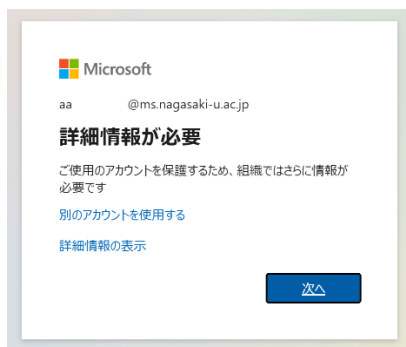 Microsoft
aa @ms.nagasaki-u.ac.jp
詳細情報が必要
ご使用のアカウントを保護するため、組織ではさらに情報が
必要です
別のアカウントを使用する
詳細情報の表示
次へ